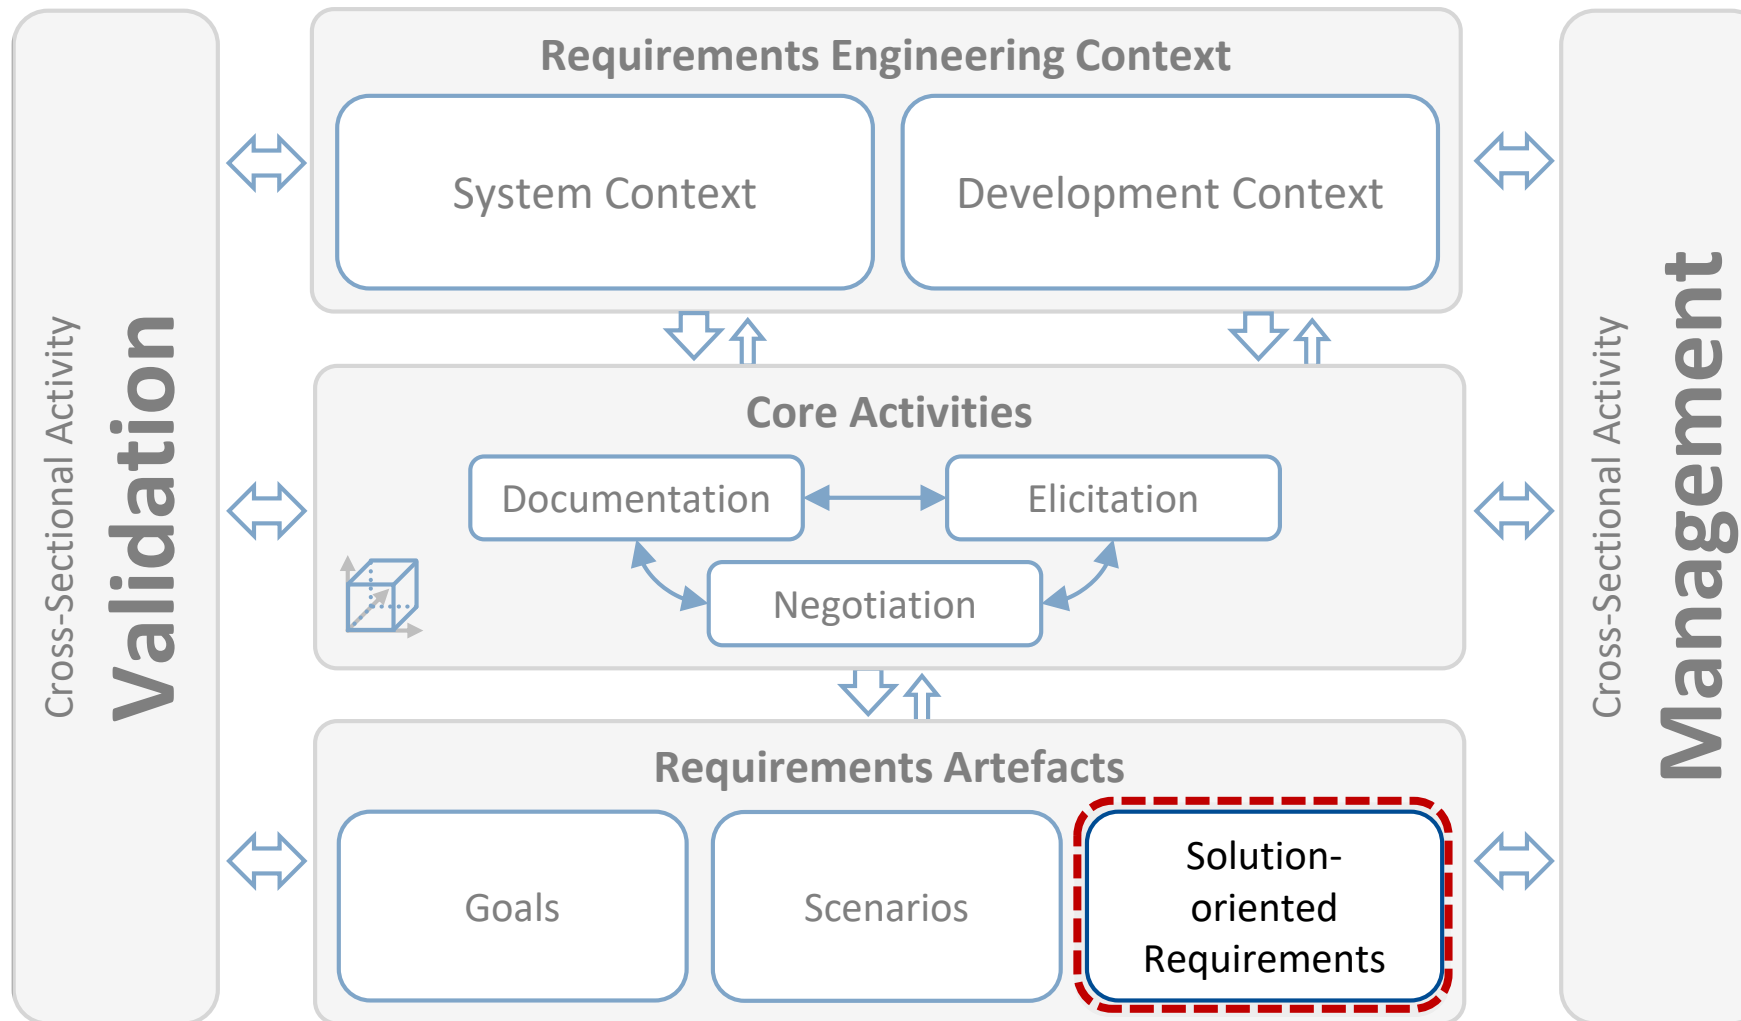 Cross-Sectional Activity
Validation
Requirements Engineering Context
System Context
Development Context
Core Activities
Documentation
Elicitation
Negotiation
Requirements Artefacts
Goals
Scenarios
Solution-
oriented
Requirements
Cross-Sectional Activity
Management